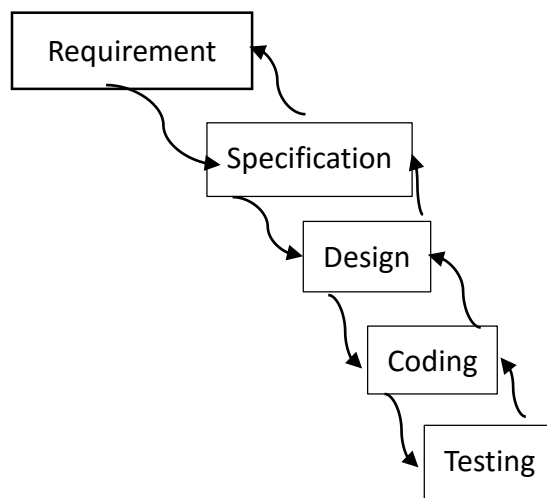 Requirement
Specification
Design
Coding
Testing